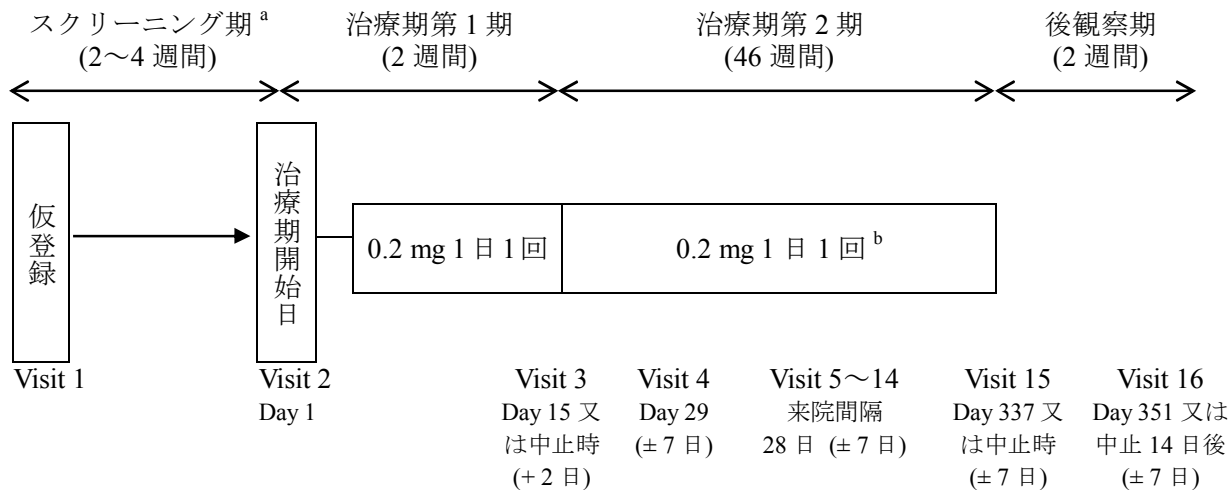 スクリーニング期 a
(2～4 週間)
治療期第 1 期
(2 週間)
治療期第 2 期
(46 週間)
後観察期
(2 週間)
仮登録
治療期開始日
0.2 mg 1 日 1 回
0.2 mg 1 日 1 回 b
Visit 1
Visit 2
Day 1
Visit 3
Day 15 又
は中止時
(+ 2 日)
Visit 4
Day 29
(± 7 日)
Visit 5～14
来院間隔
28 日 (± 7 日)
Visit 15
Day 337 又
は中止時
(± 7 日)
Visit 16
Day 351 又は
中止 14 日後
(± 7 日)